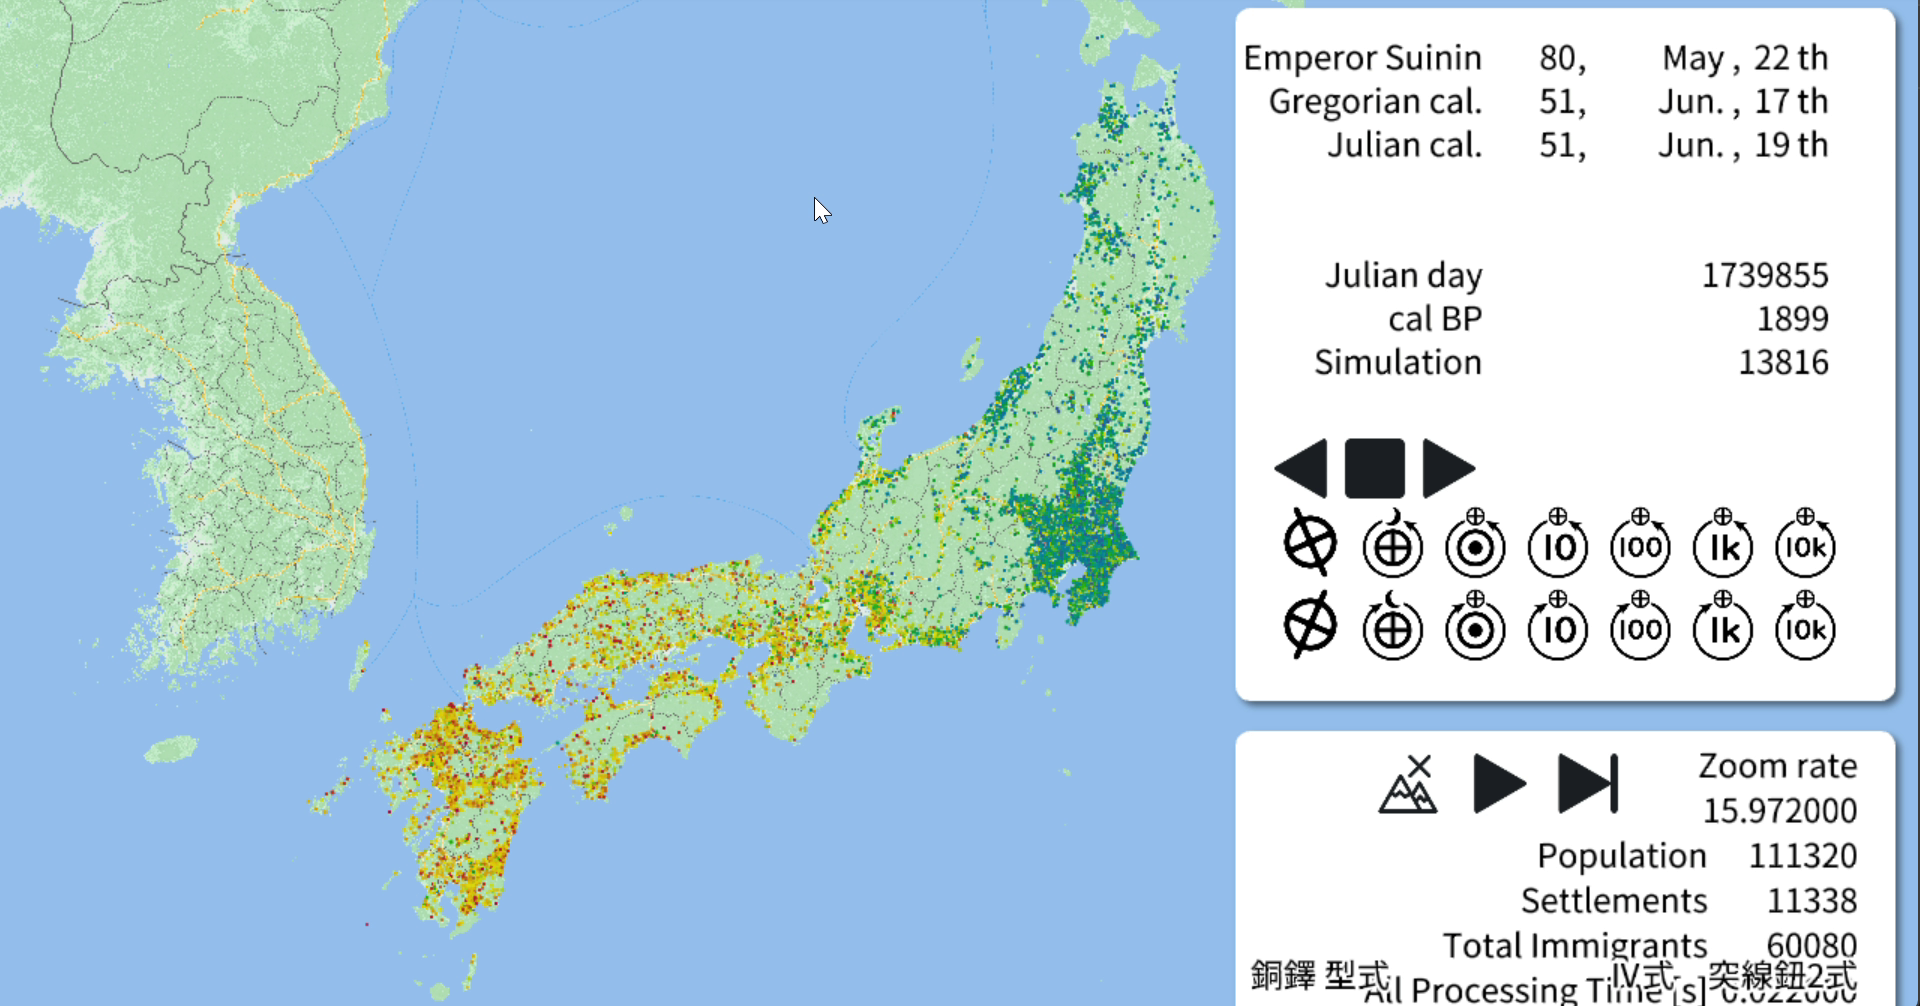 Emperor Suinin 80, May , 22 th
Gregorian cal. 51, Jun. , 17 th
Julian cal. 51, Jun. , 19 th
Julian day 1739855
cal BP 1899
Simulation 13816
10 100 1k 10k
10 100 1k 10k
Zoom rate
15.972000
Population 111320
Settlements 11338
Total Immigrants 60080
銅鐸 型式 Ⅳ式 突線鈕2式
All Processing Time [s]